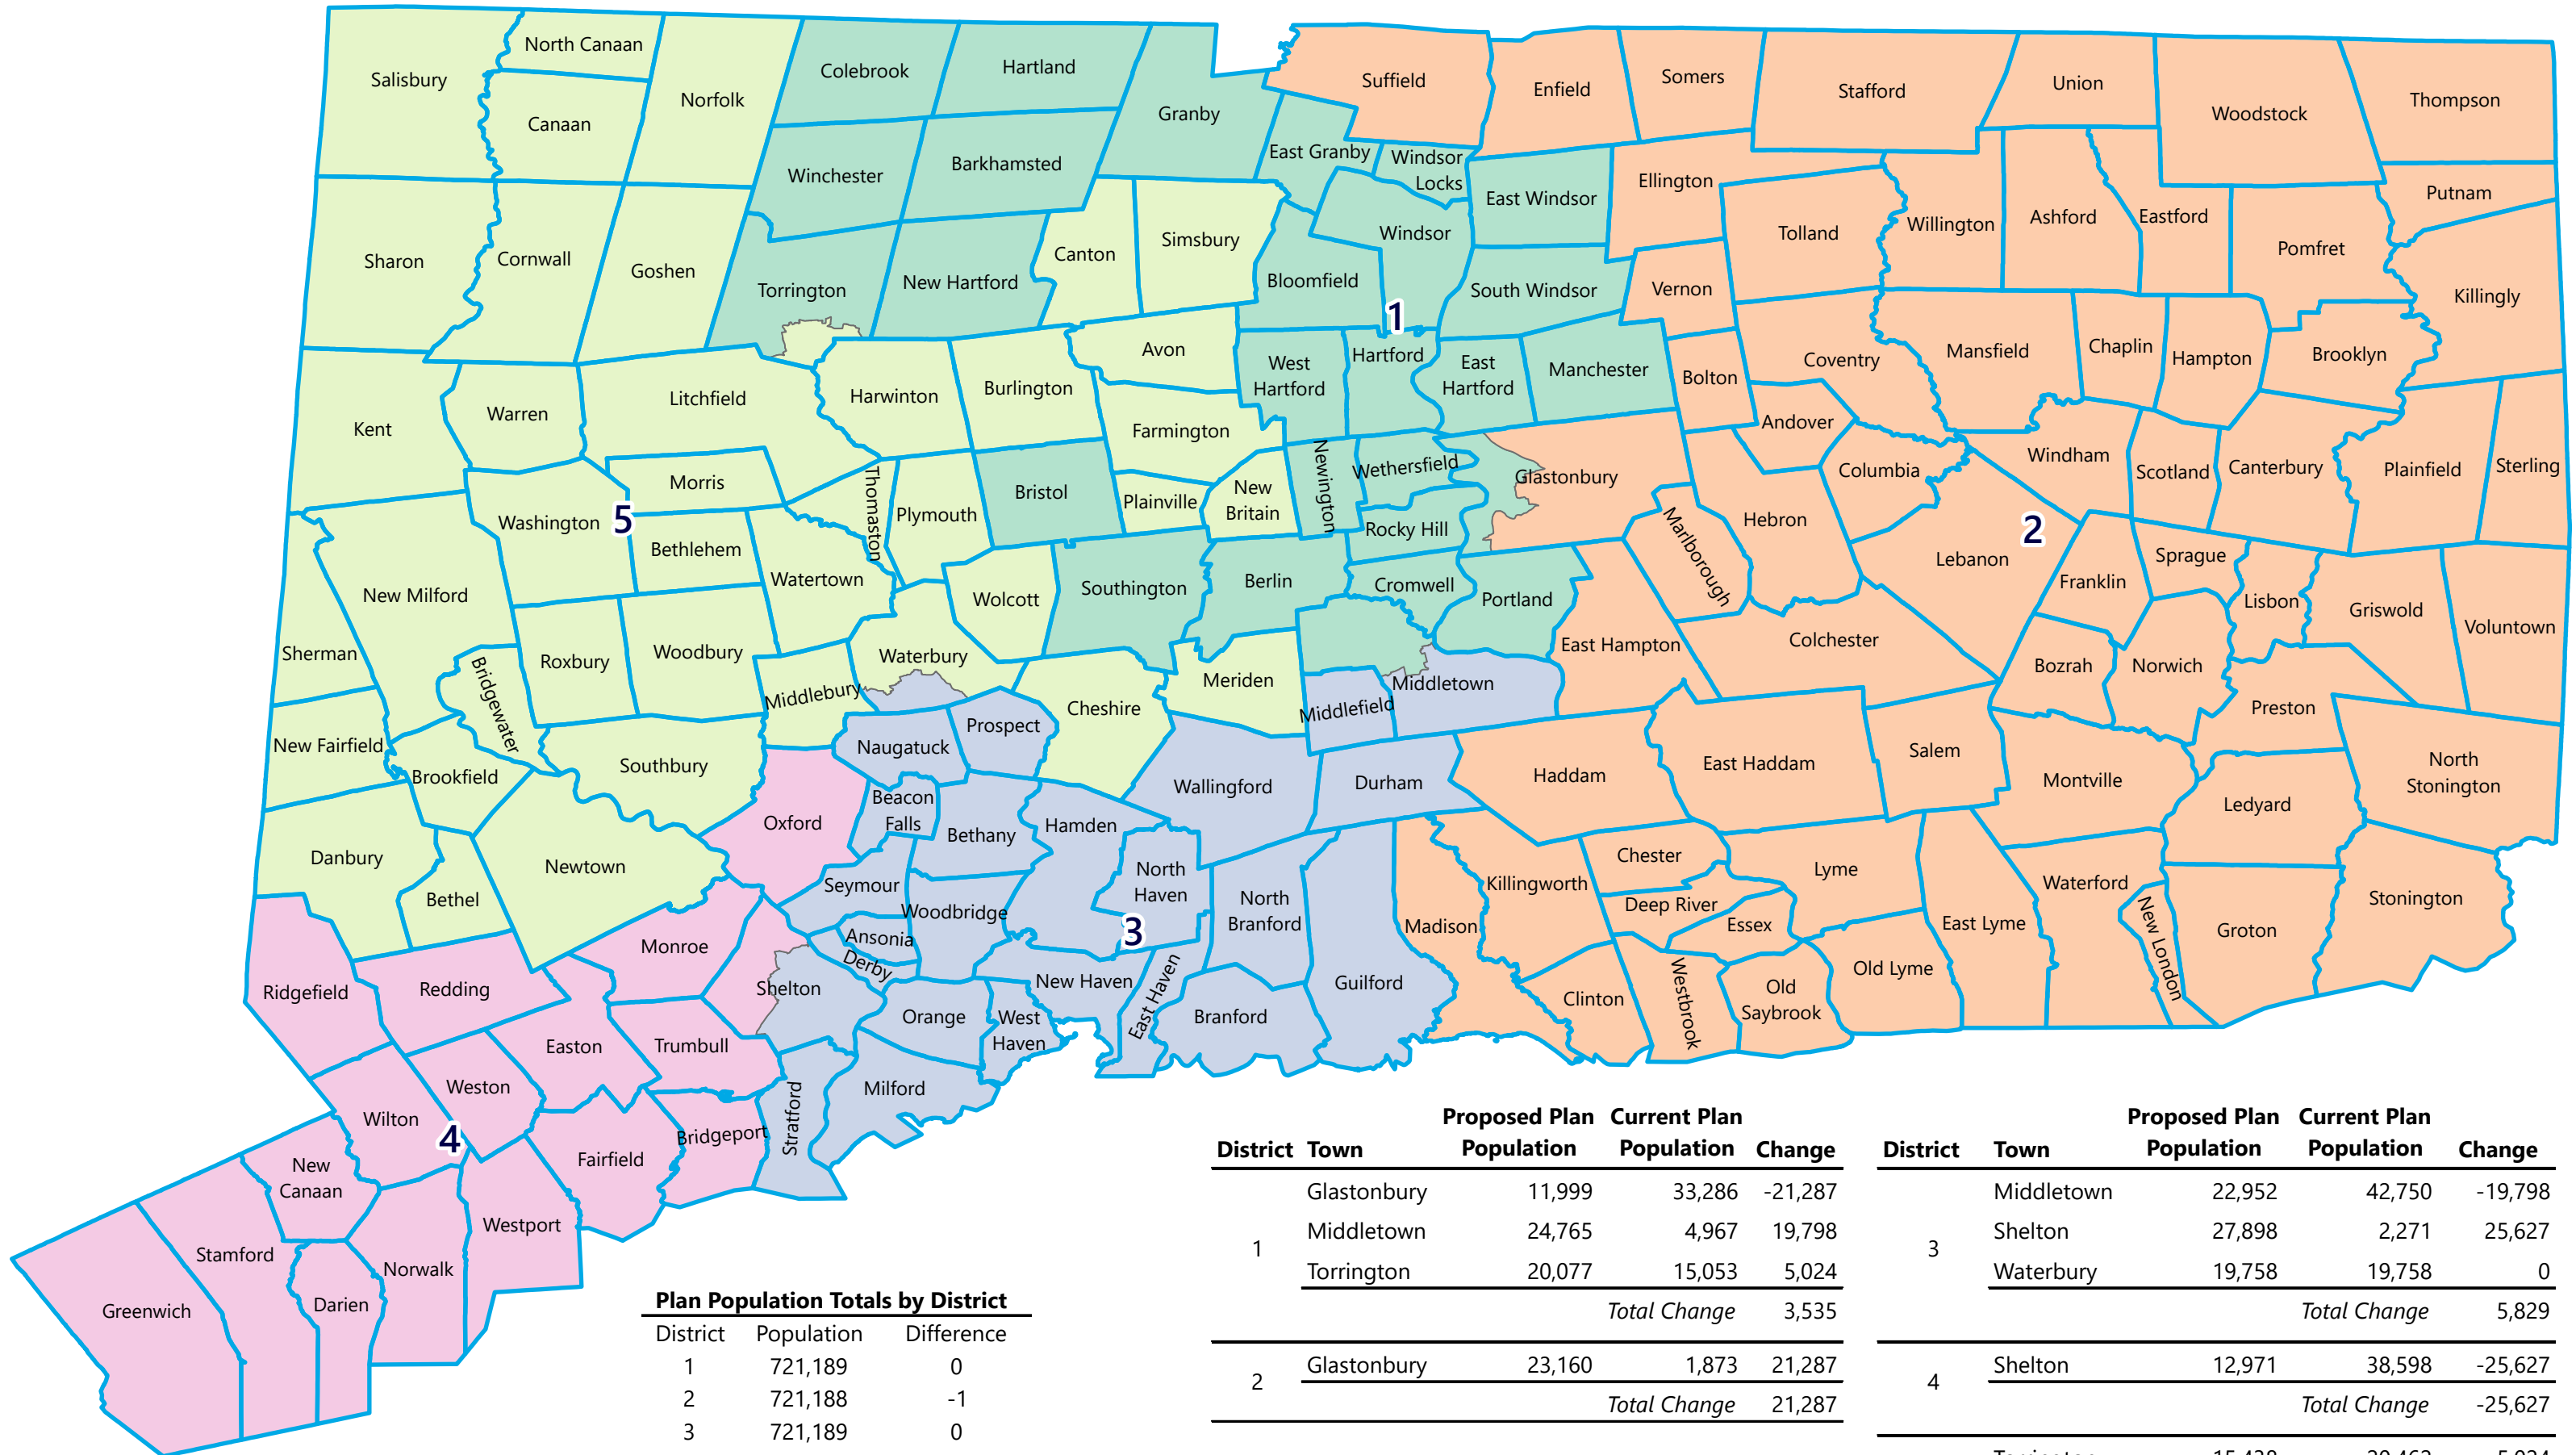 North Canaan
Salisbury
Canaan
Norfolk
Colebrook
Hartland
Granby
Suffield
Enfield
Somers
Stafford
Union
Woodstock
Thompson
Winchester
Barkhamsted
East Granby
Windsor
Locks
East Windsor
Ellington
Tolland
Willington
Ashford
Eastford
Pomfret
Putnam
Killingly
Sharon
Cornwall
Goshen
Torrington
New Hartford
Canton
Simsbury
Bloomfield
Windsor
1
South Windsor
Vernon
Kent
Warren
Litchfield
Harwinton
Burlington
Avon
Farmington
West
Hartford
Hartford
East
Hartford
Manchester
Bolton
Coventry
Andover
Mansfield
Chaplin
Hampton
Brooklyn
Washington
5
Morris
Bethlehem
Thomaston
Plymouth
Bristol
Plainville
New
Britain
Newington
Wethersfield
Rocky Hill
Glastonbury
Marlborough
Hebron
Columbia
Lebanon
2
Windham
Scotland
Canterbury
Plainfield
Sterling
New Milford
Watertown
Wolcott
Southington
Berlin
Cromwell
Portland
East Hampton
Colchester
Franklin
Sprague
Lisbon
Griswold
Voluntown
Sherman
Bridgewater
Roxbury
Woodbury
Middlebury
Waterbury
Cheshire
Meriden
Middlefield
Middletown
Bozrah
Norwich
Preston
New Fairfield
Brookfield
Southbury
Naugatuck
Prospect
Wallingford
Durham
Haddam
East Haddam
Salem
Montville
Ledyard
North
Stonington
Danbury
Bethel
Newtown
Oxford
Beacon
Falls
Bethany
Hamden
North
Haven
North
Branford
3
Seymour
Woodbridge
Ansonia
Derby
Madison
Killingworth
Chester
Deep River
Essex
Lyme
East Lyme
Waterford
New London
Groton
Stonington
Ridgefield
Redding
Monroe
Shelton
Orange
New Haven
West
Haven
East Haven
Branford
Guilford
Clinton
Westbrook
Old
Saybrook
Old Lyme
Easton
Trumbull
Milford
Stratford
Wilton
Weston
4
Fairfield
Bridgeport
New
Canaan
Westport
Stamford
Norwalk
Greenwich
Darien
Plan Population Totals by District
District Population Difference
1 721,189 0
2 721,188 -1
3 721,189 0
Proposed Plan Current Plan
District Town Population Population Change
Glastonbury 11,999 33,286 -21,287
Middletown 24,765 4,967 19,798
1
Torrington 20,077 15,053 5,024
Total Change 3,535
Glastonbury 23,160 1,873 21,287
2
Total Change 21,287
Proposed Plan Current Plan
District Town Population Population Change
Middletown 22,952 42,750 -19,798
Shelton 27,898 2,271 25,627
3
Waterbury 19,758 19,758 0
Total Change 5,829
Shelton 12,971 38,598 -25,627
4
Total Change -25,627